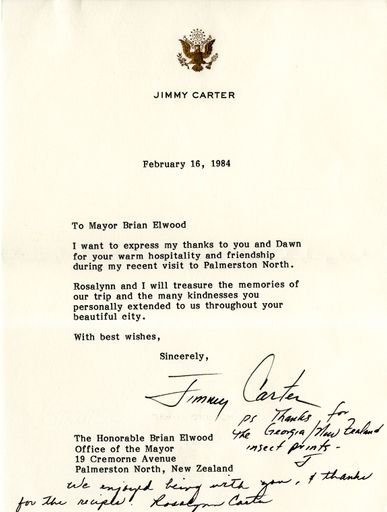 JIMMY CARTER
February 16, 1984
To Mayor Brian Elwood
I want to express my thanks to you and Dawn
for your warm hospitality and friendship
during my recent visit to Palmerston North.
Rosalynn and I will treasure the memories of
our trip and the many kindnesses you
personally extended to us throughout your
beautiful city.
With best wishes,
Sincerely,
Jimmy Carter
ps Thanks for
the Georgia/New Zealand
insect prints -
J
The Honorable Brian Elwood
Office of the Mayor
19 Cremorne Avenue
Palmerston North, New Zealand
We enjoyed being with you, & thanks
for the recipe! Rosalynn Carter